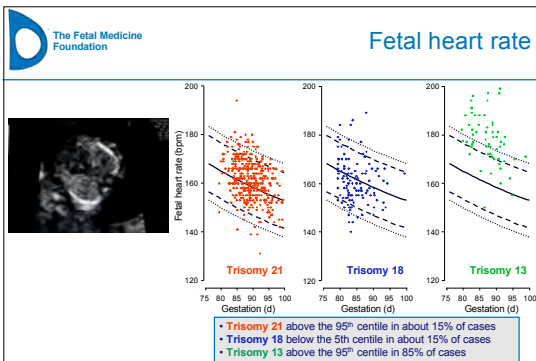 The Fetal Medicine
Foundation
Fetal heart rate
Fetal heart rate (bpm)
200
180
160
140
120
Trisomy 21
75 80 85 90 95 100
Gestation (d)
200
180
160
140
120
Trisomy 18
75 80 85 90 95 100
Gestation (d)
200
180
160
140
120
Trisomy 13
75 80 85 90 95 100
Gestation (d)
• Trisomy 21 above the 95th centile in about 15% of cases
• Trisomy 18 below the 5th centile in about 15% of cases
• Trisomy 13 above the 95th centile in 85% of cases